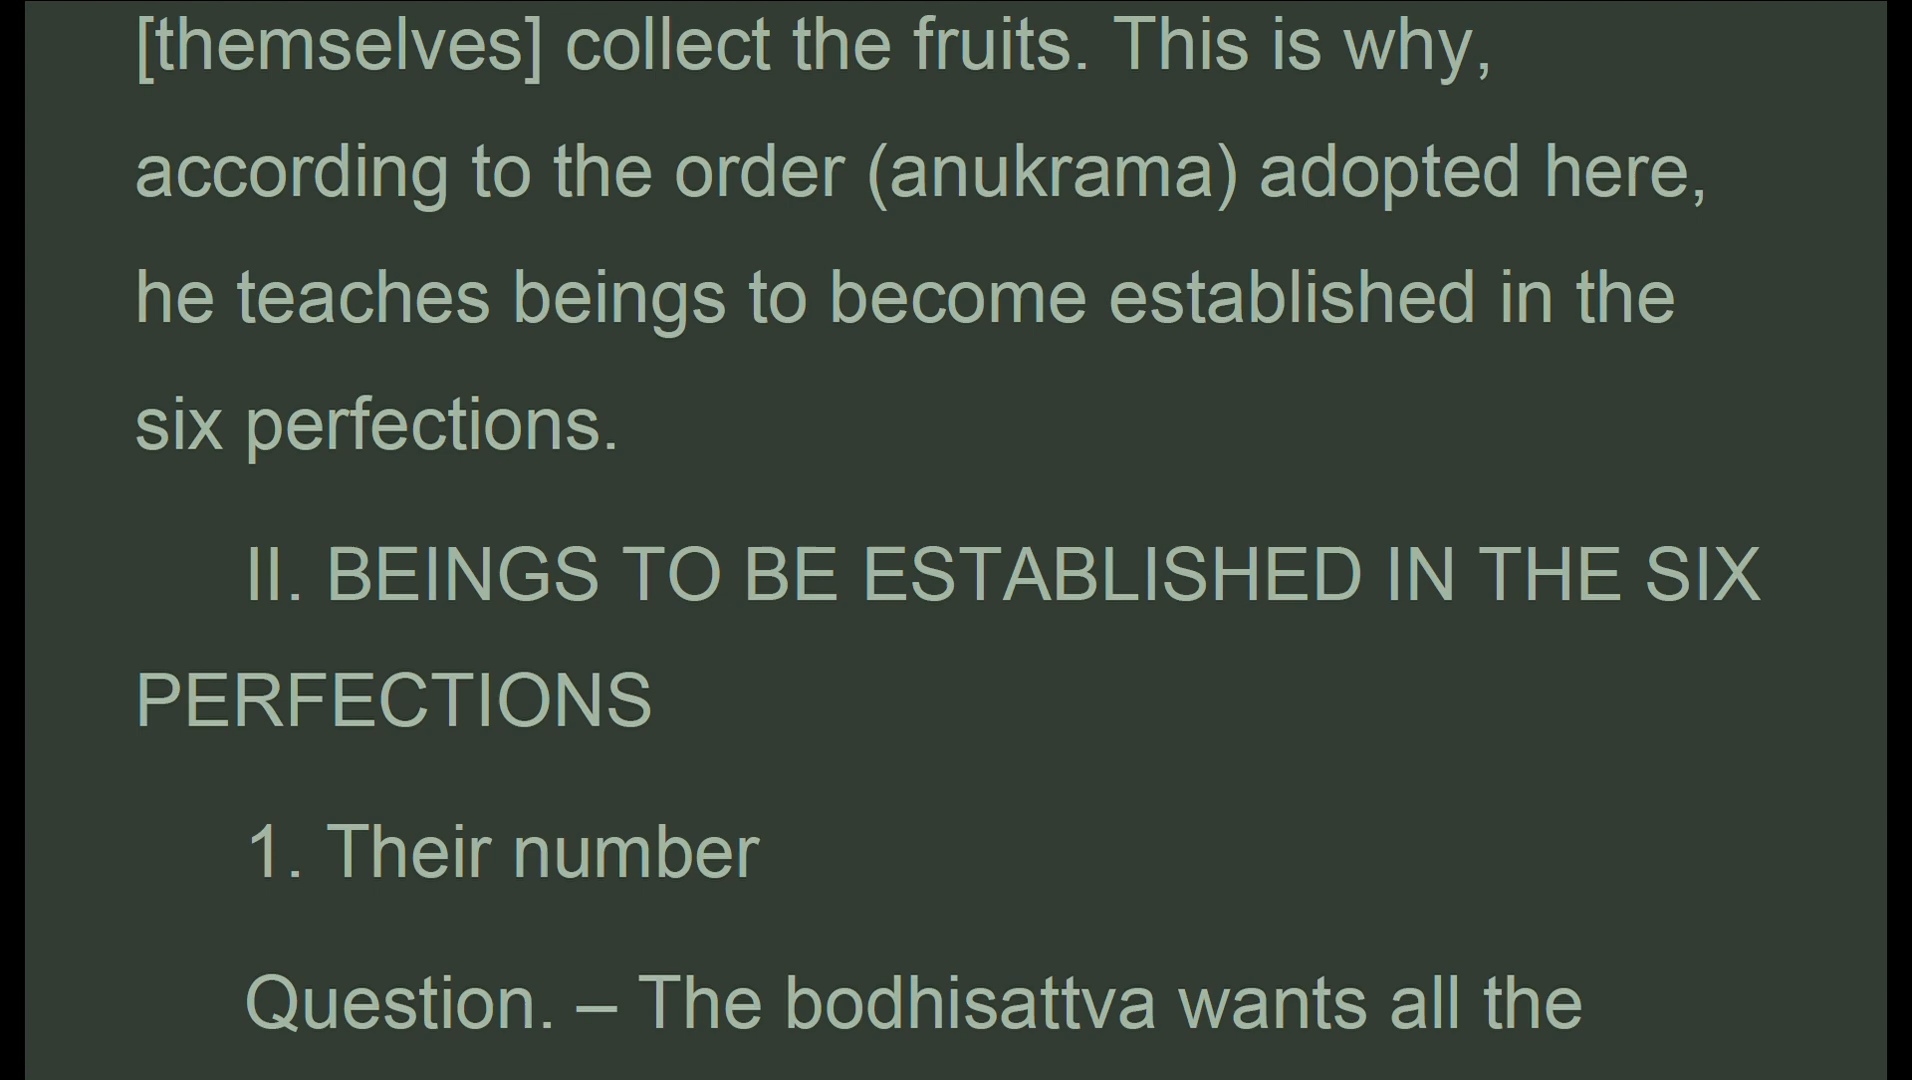 [themselves] collect the fruits. This is why,
according to the order (anukrama) adopted here,
he teaches beings to become established in the
six perfections.
II. BEINGS TO BE ESTABLISHED IN THE SIX
PERFECTIONS
1. Their number
Question. – The bodhisattva wants all the